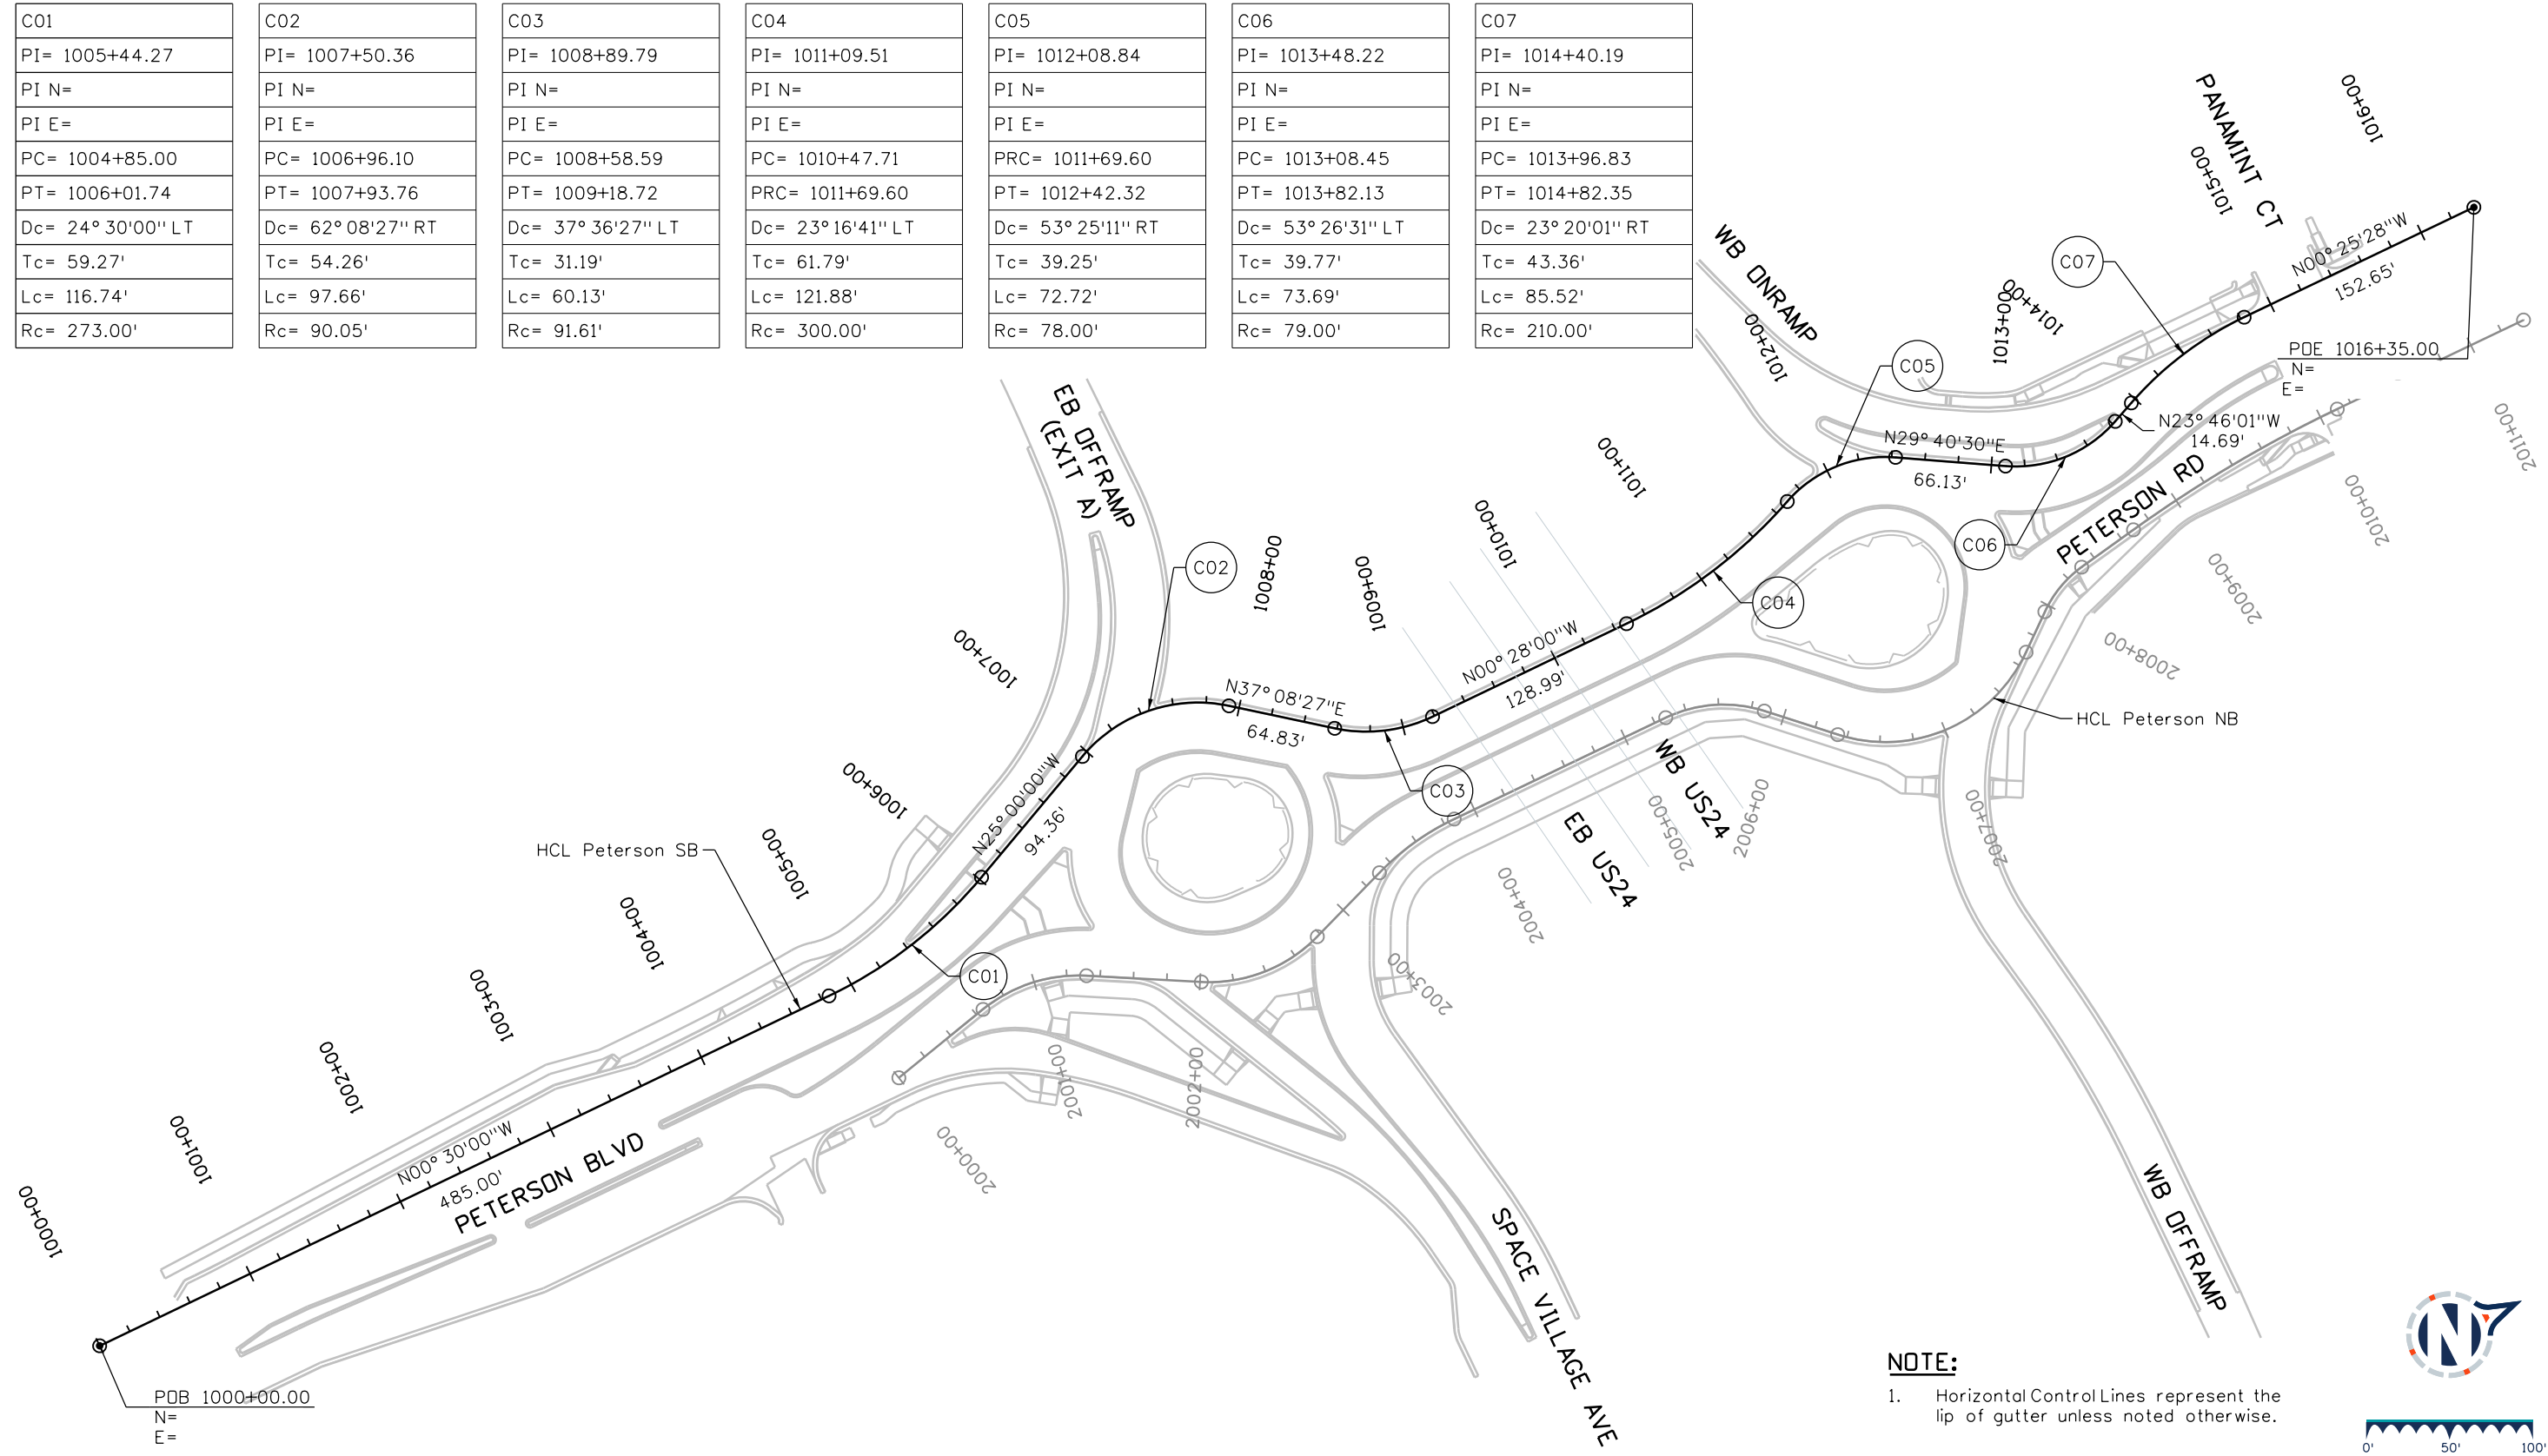 C01
PI= 1005+44.27
PI N=
PI E=
PC= 1004+85.00
PT= 1006+01.74
Dc= 24°30'00" LT
Tc= 59.27'
Lc= 116.74'
Rc= 273.00'
C02
PI= 1007+50.36
PI N=
PI E=
PC= 1006+96.10
PT= 1007+93.76
Dc= 62°08'27" RT
Tc= 54.26'
Lc= 97.66'
Rc= 90.05'
C03
PI= 1008+89.79
PI N=
PI E=
PC= 1008+58.59
PT= 1009+18.72
Dc= 37°36'27" LT
Tc= 31.19'
Lc= 60.13'
Rc= 91.61'
C04
PI= 1011+09.51
PI N=
PI E=
PC= 1010+47.71
PRC= 1011+69.60
Dc= 23°16'41" LT
Tc= 61.79'
Lc= 121.88'
Rc= 300.00'
C05
PI= 1012+08.84
PI N=
PI E=
PRC= 1011+69.60
PT= 1012+42.32
Dc= 53°25'11" RT
Tc= 39.25'
Lc= 72.72'
Rc= 78.00'
C06
PI= 1013+48.22
PI N=
PI E=
PC= 1013+08.45
PT= 1013+82.13
Dc= 53°26'31" LT
Tc= 39.77'
Lc= 73.69'
Rc= 79.00'
C07
PI= 1014+40.19
PI N=
PI E=
PC= 1013+96.83
PT= 1014+82.35
Dc= 23°20'01" RT
Tc= 43.36'
Lc= 85.52'
Rc= 210.00'
1000+00
1001+00
1002+00
1003+00
1004+00
1005+00
1006+00
1007+00
1008+00
1009+00
1010+00
1011+00
1012+00
1013+00
1014+00
1015+00
1016+00
PANAMINT CT
WB ONRAMP
EB OFFRAMP
(EXIT A)
C07
C05
C02
C06
C04
C03
C01
N00° 25'28"W
152.65'
POE 1016+35.00
N=
E=
N23° 46'01"W
14.69'
N29° 40'30"E
66.13'
PETERSON RD
N00° 28'00"W
128.99'
N37° 08'27"E
64.83'
N25° 00'00"W
94.36'
HCL Peterson NB
HCL Peterson SB
WB US24
EB US24
N00° 30'00"W
485.00'
PETERSON BLVD
2000+00
2001+00
2002+00
2003+00
2004+00
2005+00
2006+00
2007+00
2008+00
2009+00
2010+00
2011+00
SPACE VILLAGE AVE
WB OFFRAMP
POB 1000+00.00
N=
E=
NOTE:
1. Horizontal Control Lines represent the
lip of gutter unless noted otherwise.
N
0' 50' 100'